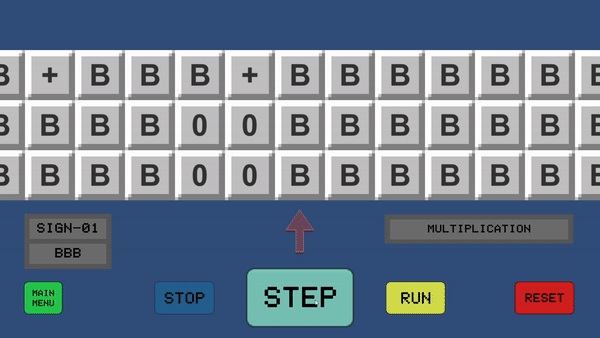 B + B B B + B B B B B B B
B B B B 0 0 B B B B B B B
B B B B 0 0 B B B B B B B
SIGN-01
BBB
MULTIPLICATION
MAIN
MENU
STOP
STEP
RUN
RESET